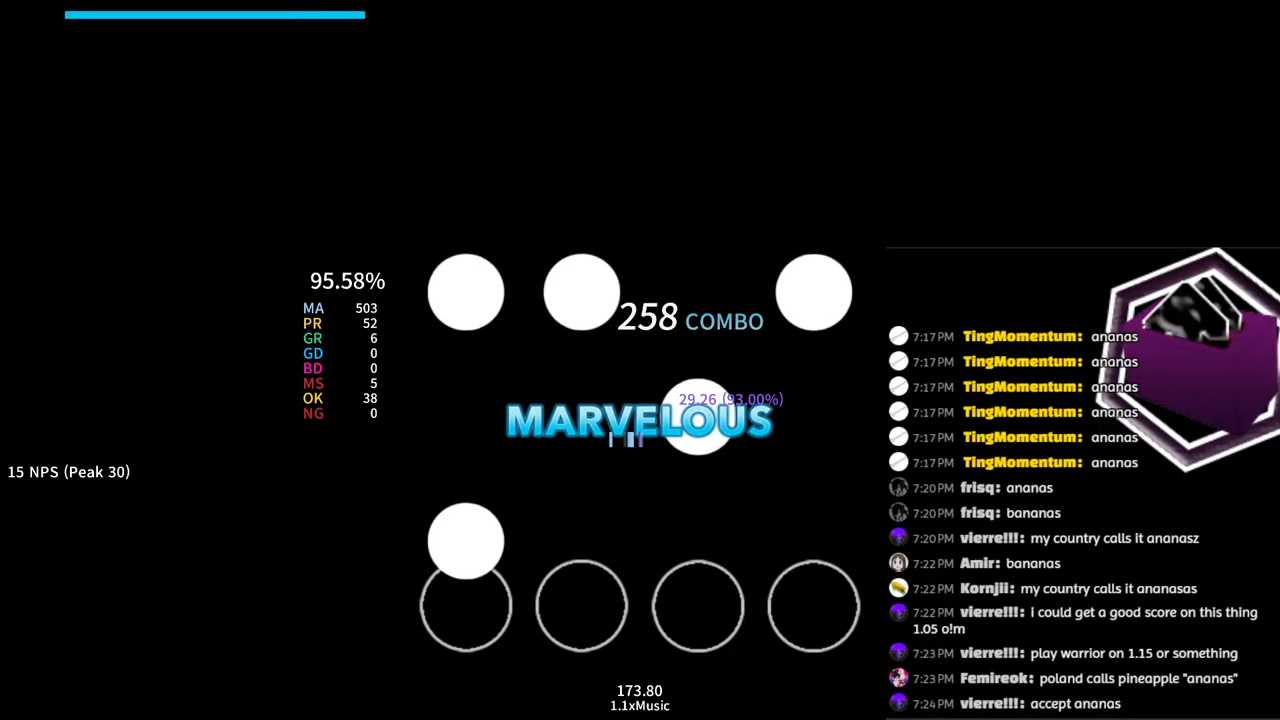 95.58%
MA 503
PR 52
GR 6
GD 0
BD 0
MS 5
OK 38
NG 0
15 NPS (Peak 30)
258 COMBO
29.26 (93.00%)
MARVELOUS
173.80
1.1xMusic
7:17 PM TingMomentum: ananas
7:17 PM TingMomentum: ananas
7:17 PM TingMomentum: ananas
7:17 PM TingMomentum: ananas
7:17 PM TingMomentum: ananas
7:17 PM TingMomentum: ananas
7:20 PM frisq: ananas
7:20 PM frisq: bananas
7:20 PM vierre!!!: my country calls it ananasz
7:22 PM Amir: bananas
7:22 PM Kornjii: my country calls it ananasas
7:22 PM vierre!!!: i could get a good score on this thing
1.05 o!m
7:23 PM vierre!!!: play warrior on 1.15 or something
7:23 PM Femireok: poland calls pineapple "ananas"
7:24 PM vierre!!!: accept ananas